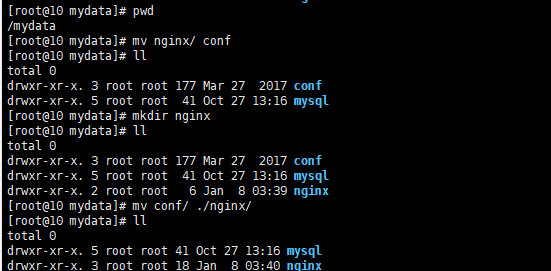 [root@10 mydata]# pwd
/mydata
[root@10 mydata]# mv nginx/ conf
[root@10 mydata]# ll
total 0
drwxr-xr-x. 3 root root 177 Mar 27  2017 conf
drwxr-xr-x. 5 root root  41 Oct 27 13:16 mysql
[root@10 mydata]# mkdir nginx
[root@10 mydata]# ll
total 0
drwxr-xr-x. 3 root root 177 Mar 27  2017 conf
drwxr-xr-x. 5 root root  41 Oct 27 13:16 mysql
drwxr-xr-x. 2 root root   6 Jan  8 03:39 nginx
[root@10 mydata]# mv conf/ ./nginx/
[root@10 mydata]# ll
total 0
drwxr-xr-x. 5 root root 41 Oct 27 13:16 mysql
drwxr-xr-x. 3 root root 18 Jan  8 03:40 nginx